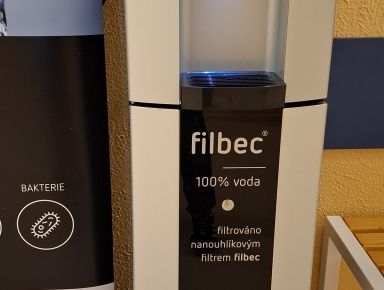 filbec®
100% voda
filtrováno
nanouhlíkovým
filtrem filbec
BAKTERIE